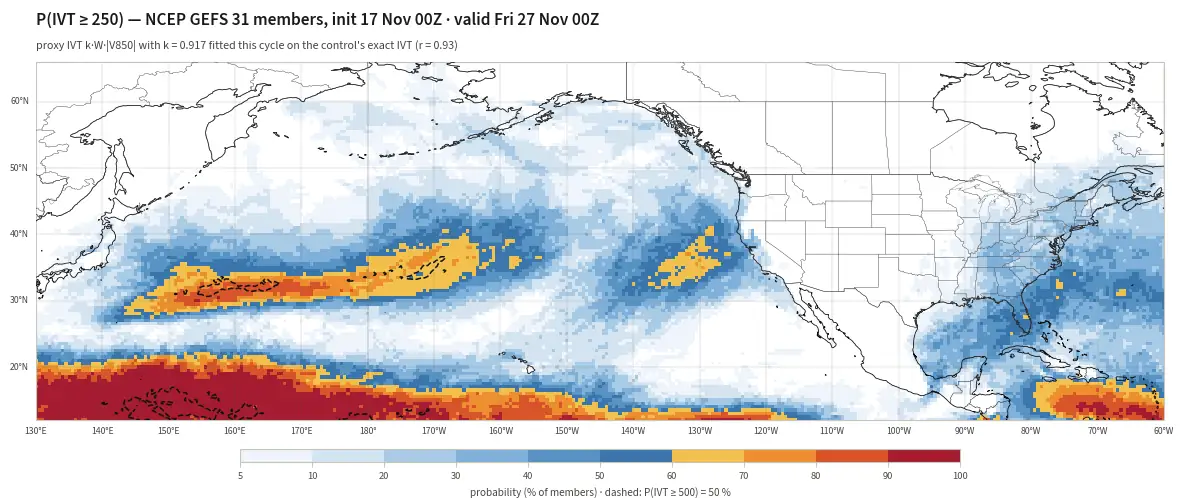 P(IVT ≥ 250) — NCEP GEFS 31 members, init 17 Nov 00Z · valid Fri 27 Nov 00Z
proxy IVT k·W·|V850| with k = 0.917 fitted this cycle on the control's exact IVT (r = 0.93)
60°N
50°N
40°N
30°N
20°N
130°E 140°E 150°E 160°E 170°E 180° 170°W 160°W 150°W 140°W 130°W 120°W 110°W 100°W 90°W 80°W 70°W 60°W
5 10 20 30 40 50 60 70 80 90 100
probability (% of members) · dashed: P(IVT ≥ 500) = 50 %